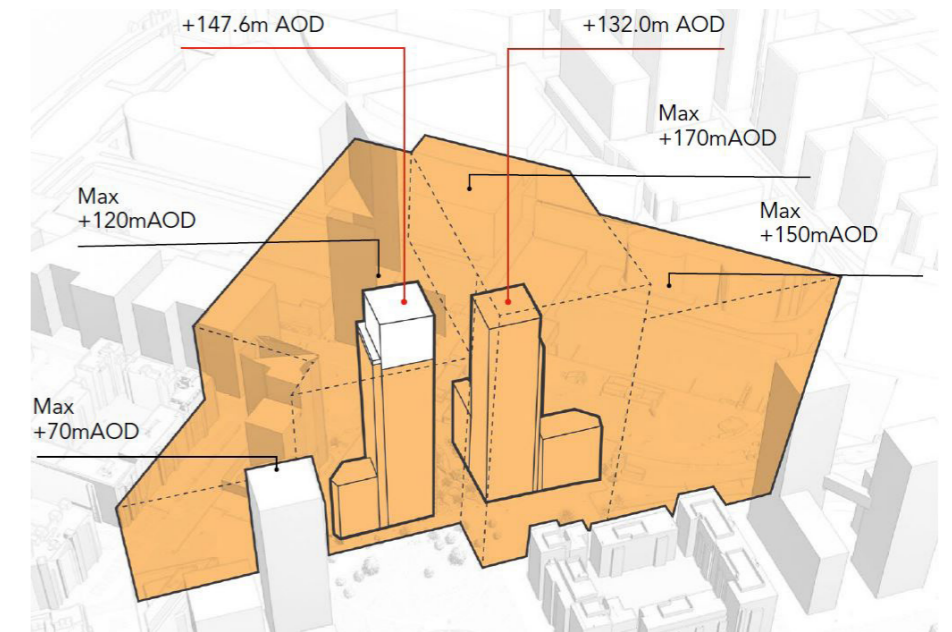 +147.6m AOD
+132.0m AOD
Max
+170mAOD
Max
+120mAOD
Max
+150mAOD
Max
+70mAOD